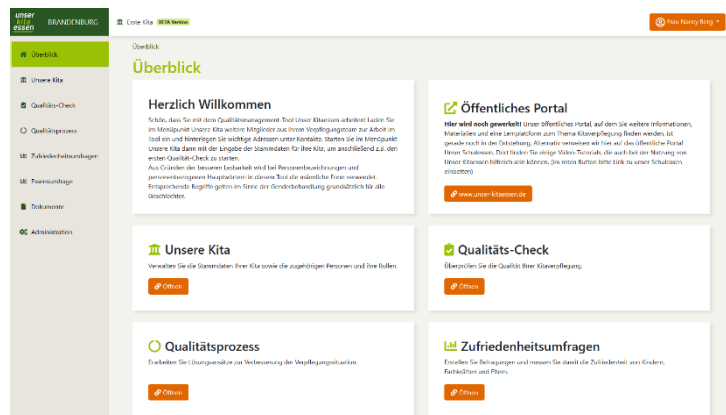 unser
kita
essen
BRANDENBURG
Erste Kita BETA Version
Frau Nancy Berg
Überblick
Unsere Kita
Qualitäts-Check
Qualitätsprozess
Zufriedenheitsumfragen
Dokumente
Administration
Überblick
Überblick
Herzlich Willkommen
Schön, dass Sie mit dem Qualitätsmanagement Tool Unser Kitaessen arbeiten! Laden Sie
im Menüpunkt Unsere Kita weitere Mitglieder aus Ihrem Verpflegungsteam zur Arbeit im
Tool ein und hinterlegen Sie wichtige Adressen unter Kontakte. Starten Sie im Menüpunkt
Unsere Kita dann mit der Eingabe der Stammdaten für ihre Kita, um anschließend z.B. den
ersten Qualität-Check zu starten.
Aus Gründen der besseren Lesbarkeit wird bei Personenbezeichnungen und
personenbezogenen Hauptwörtern in diesem Tool die männliche Form verwendet.
Entsprechende Begriffe gelten im Sinne der Gleichbehandlung grundsätzlich für alle
Geschlechter.
Öffentliches Portal
Hier wird noch gewerkelt! Unser öffentliches Portal, auf dem Sie weitere Informationen,
Materialien und eine Lernplattform zum Thema Kitaverpflegung finden werden, ist
gerade noch in der Entstehung. Alternativ verweisen wir hier auf das öffentliche Portal
Unser Schulessen. Dort finden Sie einige Video-Tutorials, die auch bei der Nutzung von
Unser Kitaessen hilfreich sein können. (Im roten Button bitte Link zu unser Schulessen
einbetten)
www.unser-kitaessen.de
Unsere Kita
Verwalten Sie die Stammdaten Ihrer Kita sowie die zugehörigen Personen und ihre Rollen.
Öffnen
Qualitäts-Check
Überprüfen Sie die Qualität Ihrer Kitaverpflegung.
Öffnen
Qualitätsprozess
Erarbeiten Sie Lösungsansätze zur Verbesserung der Verpflegungssituation.
Öffnen
Zufriedenheitsumfragen
Erstellen Sie Befragungen und messen Sie damit die Zufriedenheit von Kindern,
Fachkräften und Eltern.
Öffnen